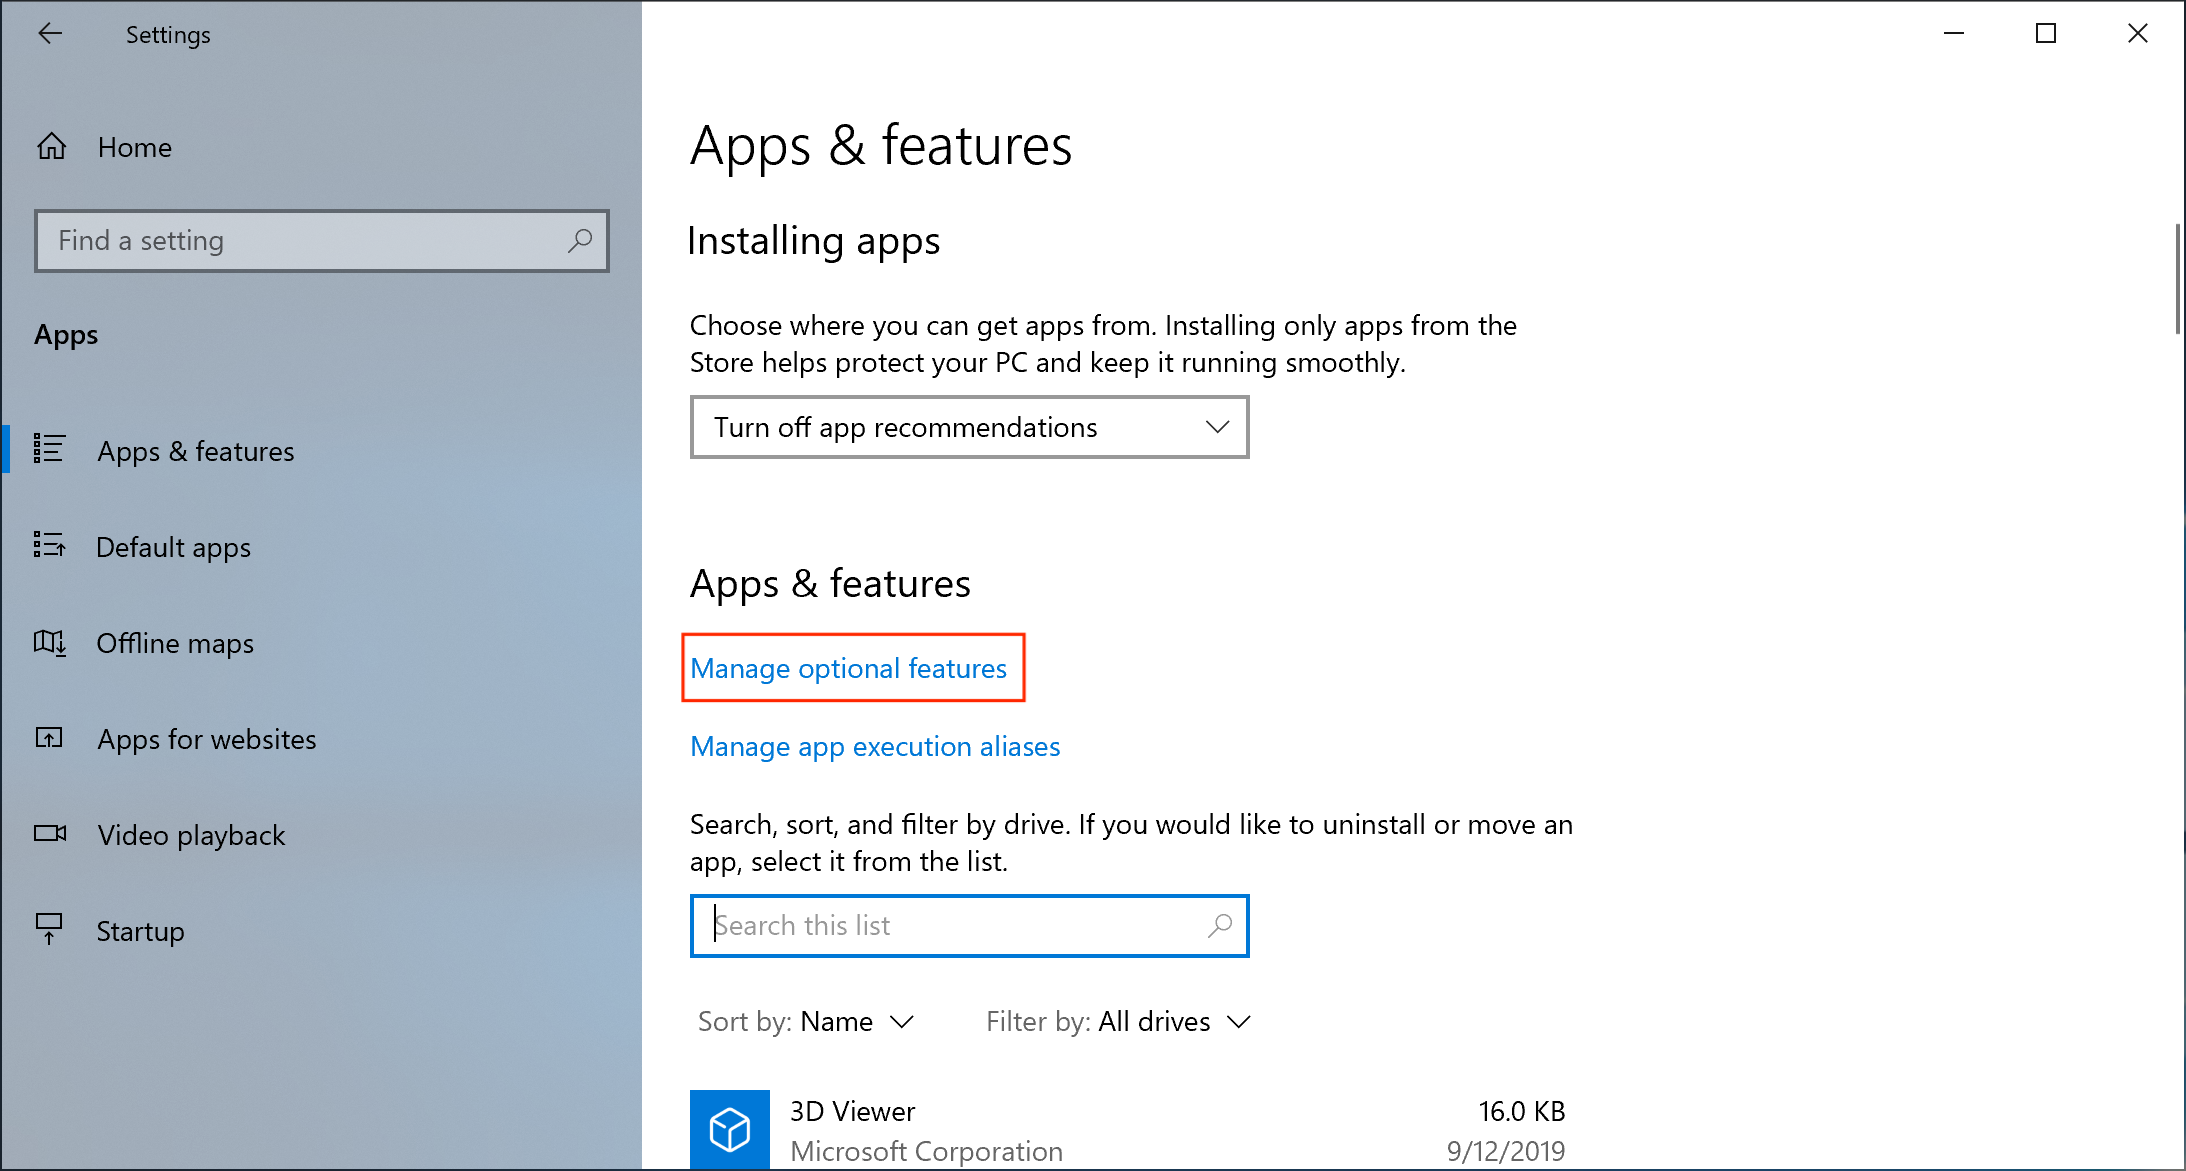 Settings
Home
Find a setting
Apps
Apps & features
Default apps
Offline maps
Apps for websites
Video playback
Startup
Apps & features
Installing apps
Choose where you can get apps from. Installing only apps from the
Store helps protect your PC and keep it running smoothly.
Turn off app recommendations
Apps & features
Manage optional features
Manage app execution aliases
Search, sort, and filter by drive. If you would like to uninstall or move an
app, select it from the list.
Search this list
Sort by: Name Filter by: All drives
3D Viewer 16.0 KB
Microsoft Corporation 9/12/2019